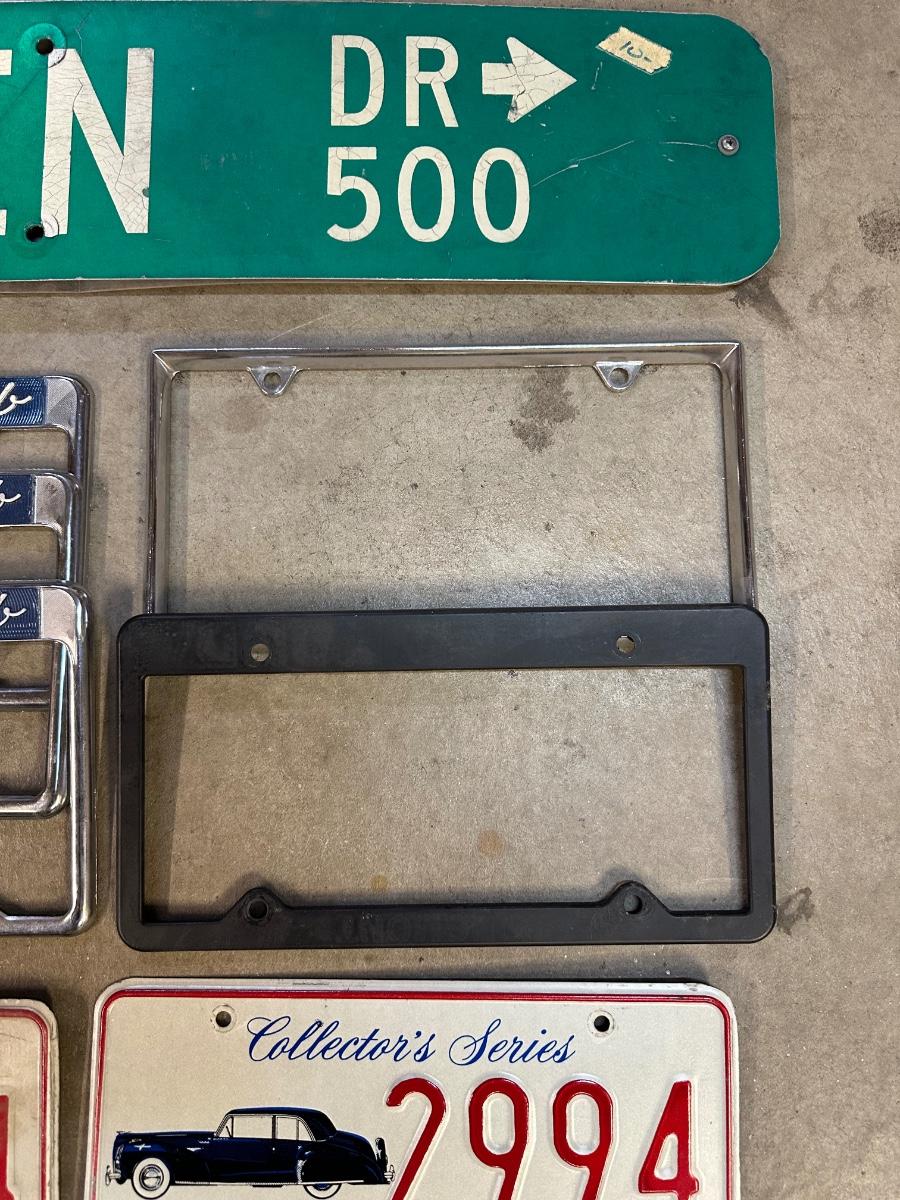 EN DR →
500
10-
Collector's Series
2994